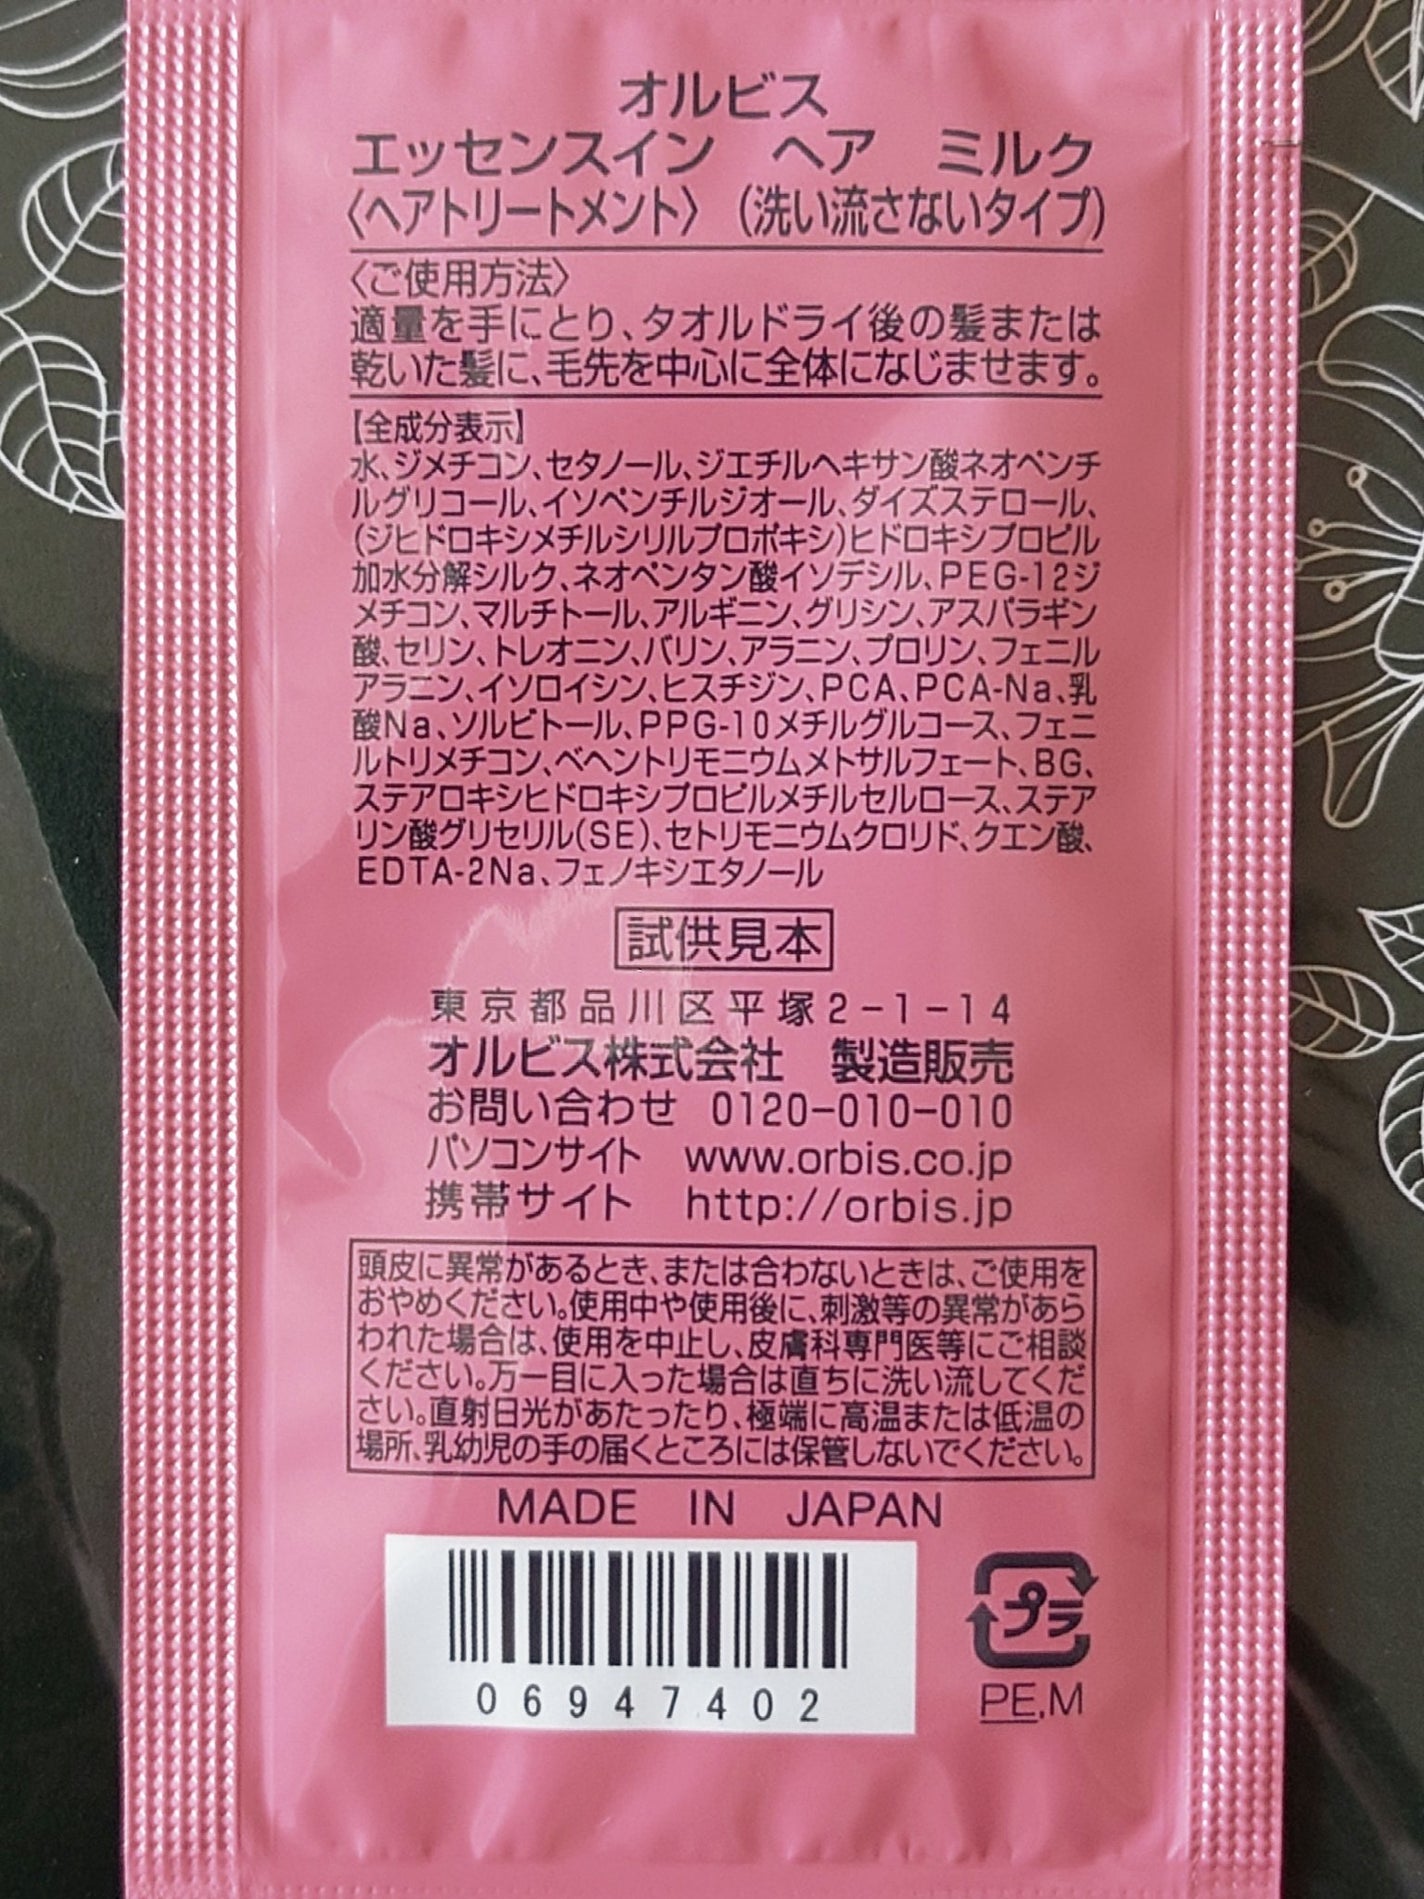 オルビス
エッセンスイン ヘア ミルク
〈ヘアトリートメント〉(洗い流さないタイプ)
〈ご使用方法〉
適量を手にとり、タオルドライ後の髪または
乾いた髪に、毛先を中心に全体になじませます。
【全成分表示】
水、ジメチコン、セタノール、ジエチルヘキサン酸ネオペンチ
ルグリコール、イソペンチルジオール、ダイズステロール、
(ジヒドロキシメチルシリルプロポキシ)ヒドロキシプロピル
加水分解シルク、ネオペンタン酸イソデシル、PEG-12ジ
メチコン、マルチトール、アルギニン、グリシン、アスパラギン
酸、セリン、トレオニン、バリン、アラニン、プロリン、フェニル
アラニン、イソロイシン、ヒスチジン、PCA、PCA-Na、乳
酸Na、ソルビトール、PPG-10メチルグルコース、フェニ
ルトリメチコン、ベヘントリモニウムメトサルフェート、BG、
ステアロキシヒドロキシプロピルメチルセルロース、ステア
リン酸グリセリル(SE)、セトリモニウムクロリド、クエン酸、
EDTA-2Na、フェノキシエタノール
試供見本
東京都品川区平塚2-1-14
オルビス株式会社 製造販売
お問い合わせ 0120-010-010
パソコンサイト www.orbis.co.jp
携帯サイト http://orbis.jp
頭皮に異常があるとき、または合わないときは、ご使用を
おやめください。使用中や使用後に、刺激等の異常があら
われた場合は、使用を中止し、皮膚科専門医等にご相談
ください。万一目に入った場合は直ちに洗い流してくだ
さい。直射日光があたったり、極端に高温または低温の
場所、乳幼児の手の届くところには保管しないでください。
MADE IN JAPAN
06947402
プラ
PE,M